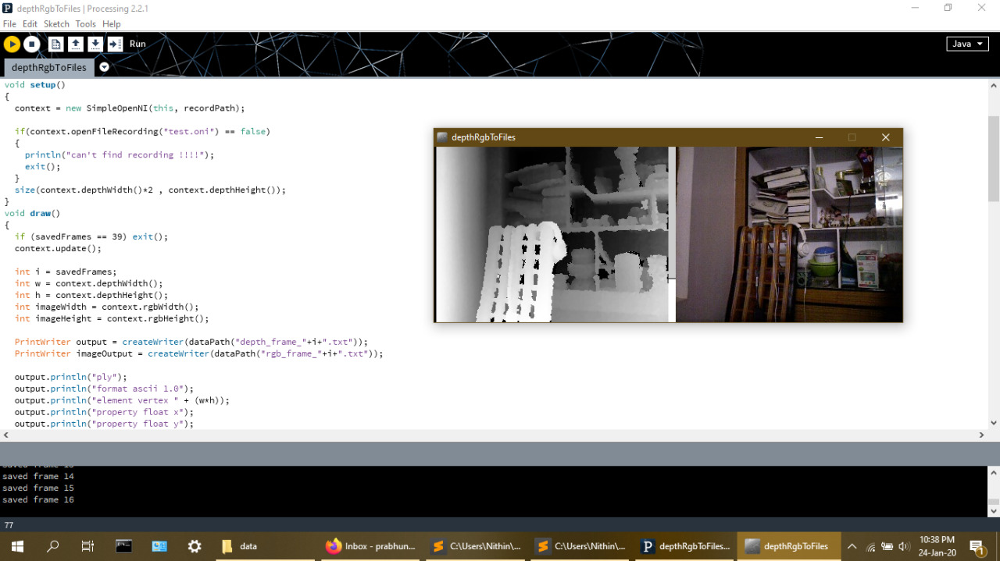 depthRgbToFiles | Processing 2.2.1
File Edit Sketch Tools Help
Run
Java
depthRgbToFiles
void setup()
{
context = new SimpleOpenNI(this, recordPath);
if(context.openFileRecording("test.oni") == false)
{
println("can't find recording !!!!");
exit();
}
size(context.depthWidth()*2 , context.depthHeight());
}
void draw()
{
if (savedFrames == 39) exit();
context.update();
int i = savedFrames;
int w = context.depthWidth();
int h = context.depthHeight();
int imageWidth = context.rgbWidth();
int imageHeight = context.rgbHeight();
PrintWriter output = createWriter(dataPath("depth_frame_"+i+".txt"));
PrintWriter imageOutput = createWriter(dataPath("rgb_frame_"+i+".txt"));
output.println("ply");
output.println("format ascii 1.0");
output.println("element vertex " + (w*h));
output.println("property float x");
output.println("property float y");
depthRgbToFiles
saved frame 14
saved frame 15
saved frame 16
77
data
Inbox - prabhun...
C:\Users\Nithin\...
C:\Users\Nithin\...
depthRgbToFiles...
depthRgbToFiles
10:38 PM
24-Jan-20
1